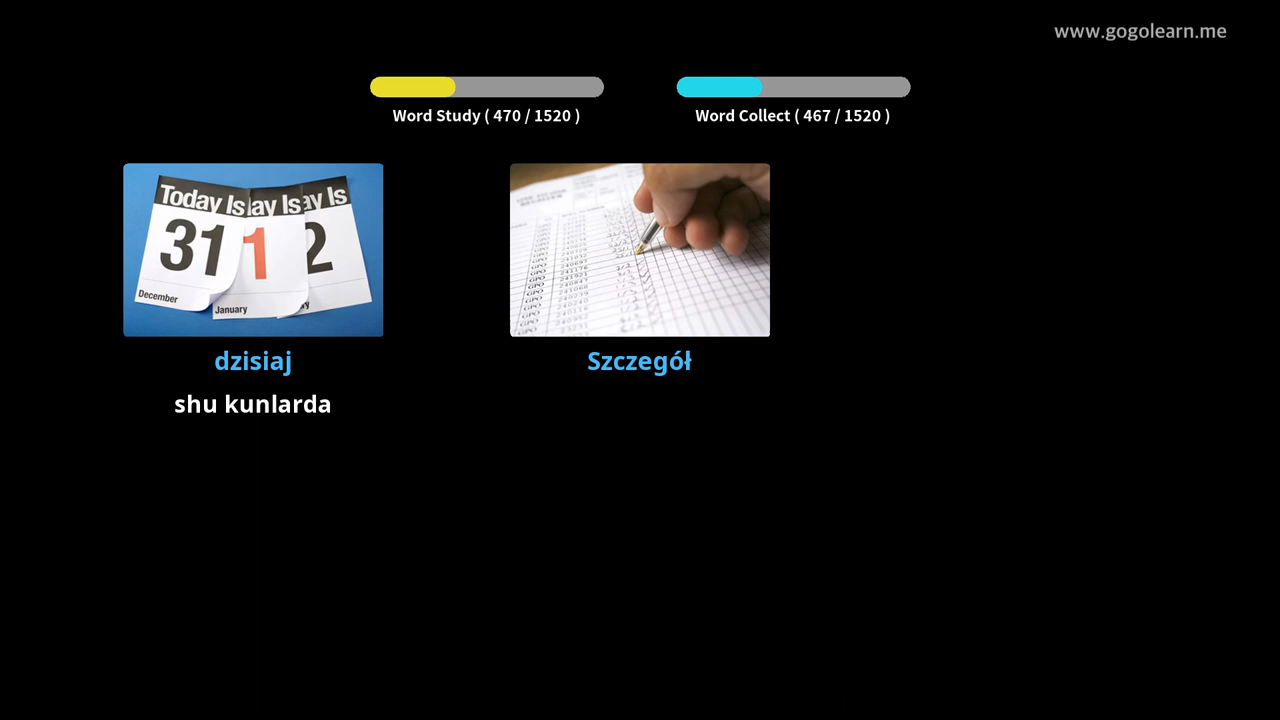 www.gogolearn.me
Word Study ( 470 / 1520 )
Word Collect ( 467 / 1520 )
Today Is
ay Is
ay Is
31
1
2
December
January
dzisiaj
Szczegół
shu kunlarda